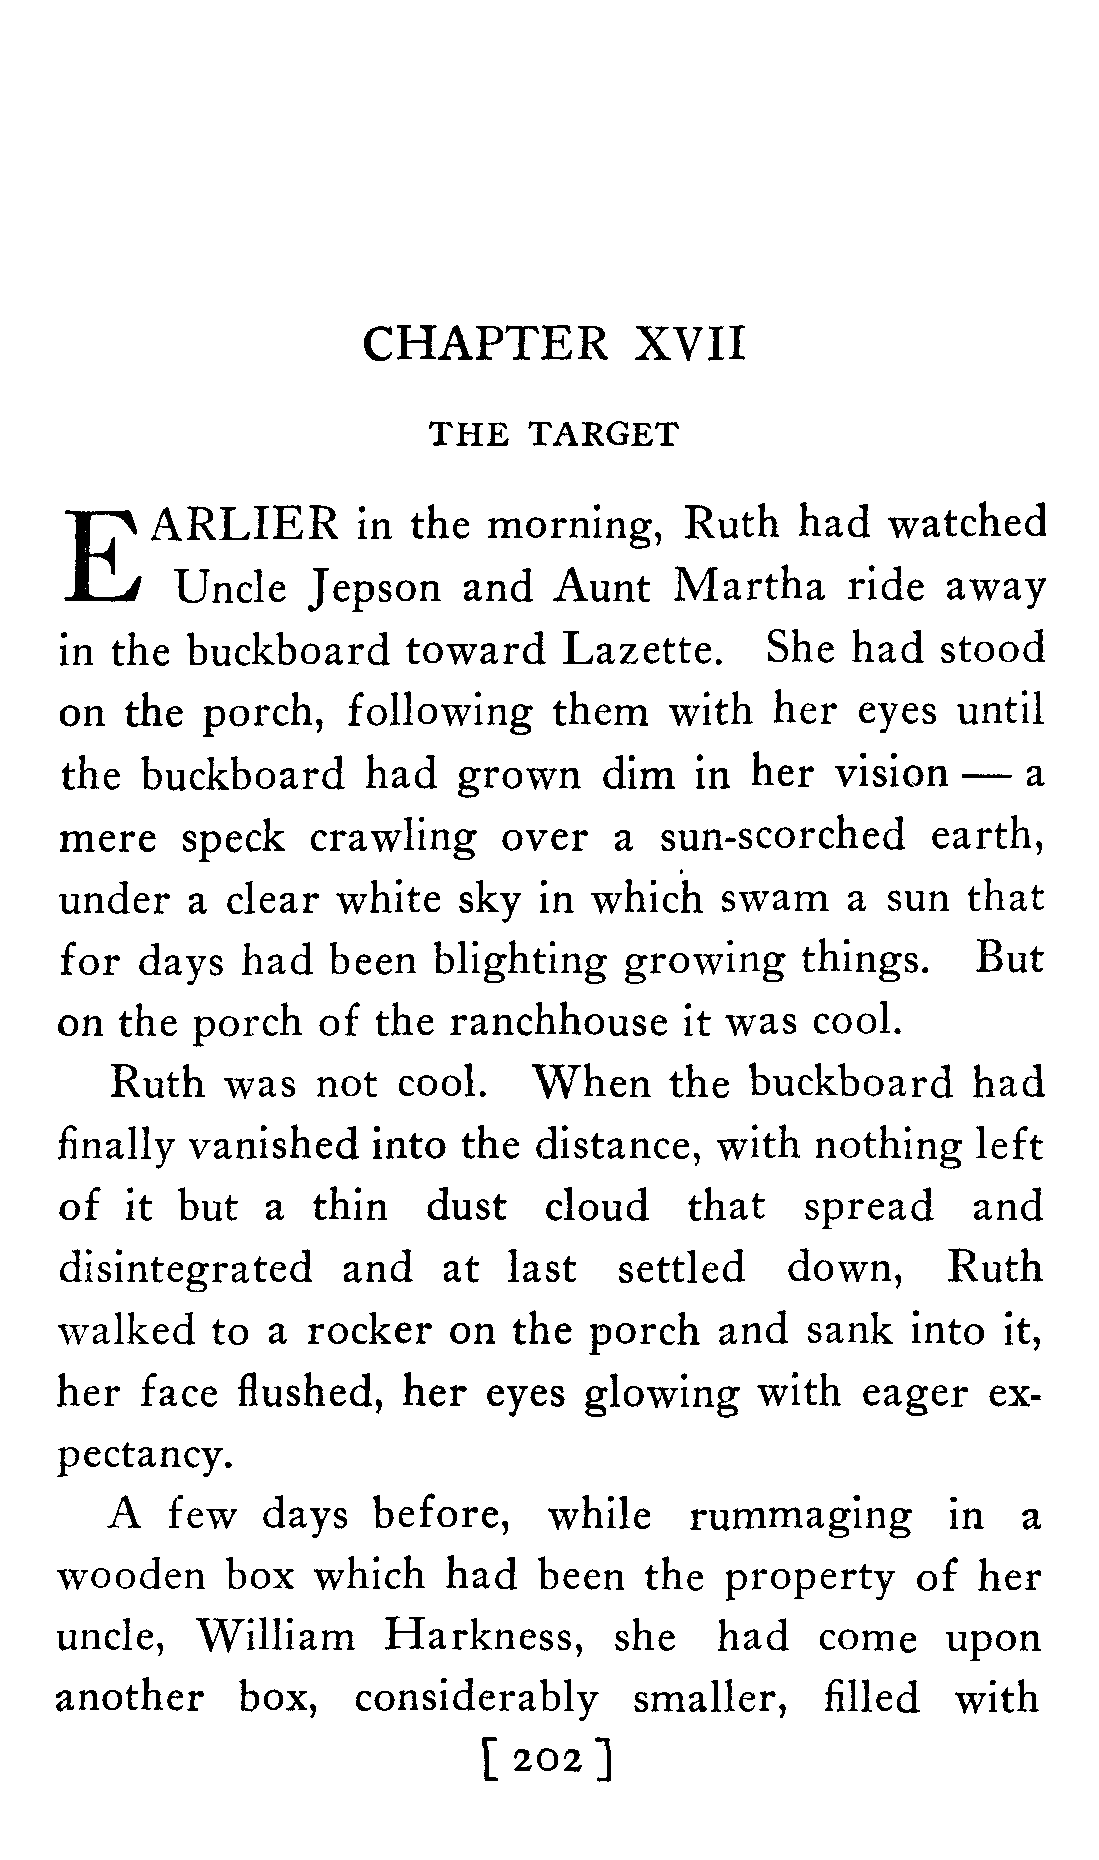 CHAPTER XVII
THE TARGET
EARLIER in the morning, Ruth had watched
Uncle Jepson and Aunt Martha ride away
in the buckboard toward Lazette. She had stood
on the porch, following them with her eyes until
the buckboard had grown dim in her vision — a
mere speck crawling over a sun-scorched earth,
under a clear white sky in which swam a sun that
for days had been blighting growing things. But
on the porch of the ranchhouse it was cool.
Ruth was not cool. When the buckboard had
finally vanished into the distance, with nothing left
of it but a thin dust cloud that spread and
disintegrated and at last settled down, Ruth
walked to a rocker on the porch and sank into it,
her face flushed, her eyes glowing with eager ex-
pectancy.
A few days before, while rummaging in a
wooden box which had been the property of her
uncle, William Harkness, she had come upon
another box, considerably smaller, filled with
[ 202 ]